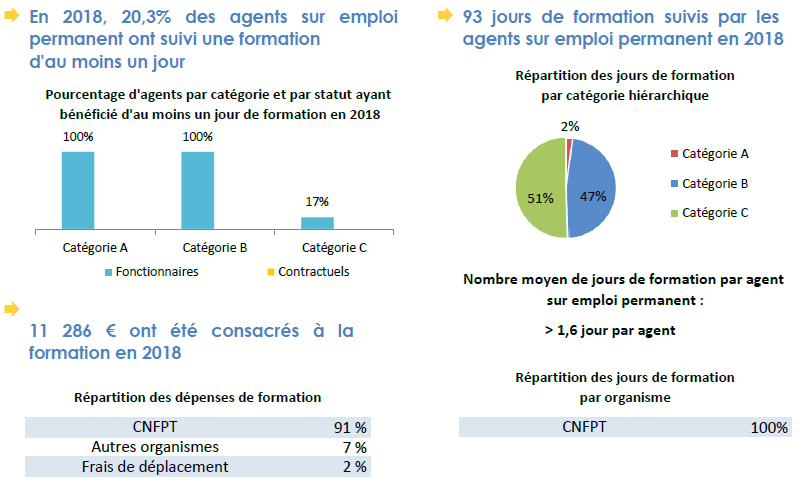 En 2018, 20,3% des agents sur emploi
permanent ont suivi une formation
d'au moins un jour
Pourcentage d'agents par catégorie et par statut ayant
bénéficié d'au moins un jour de formation en 2018
100%
100%
17%
Catégorie A
Catégorie B
Catégorie C
Fonctionnaires
Contractuels
11 286 € ont été consacrés à la
formation en 2018
Répartition des dépenses de formation
CNFPT 91 %
Autres organismes 7 %
Frais de déplacement 2 %
93 jours de formation suivis par les
agents sur emploi permanent en 2018
Répartition des jours de formation
par catégorie hiérarchique
2%
51%
47%
Catégorie A
Catégorie B
Catégorie C
Nombre moyen de jours de formation par agent
sur emploi permanent :
> 1,6 jour par agent
Répartition des jours de formation
par organisme
CNFPT 100%